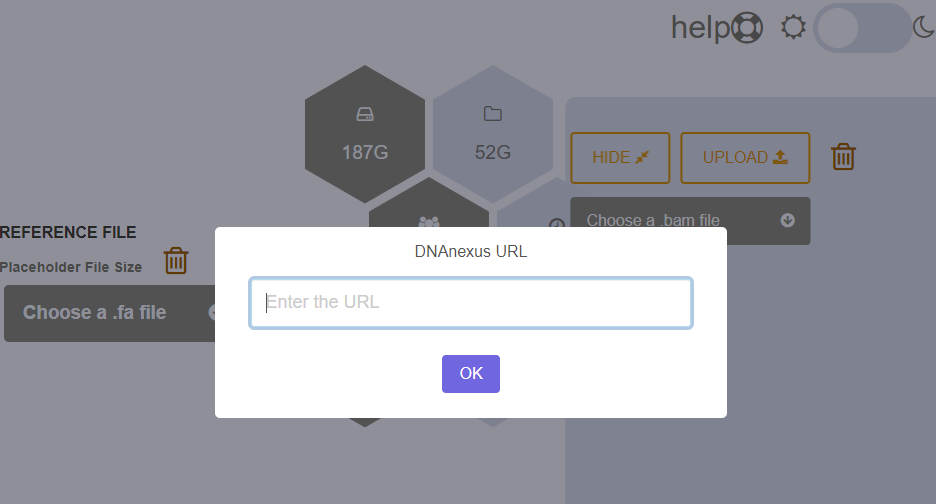 help
187G
52G
HIDE
UPLOAD
Choose a .bam file
REFERENCE FILE
Placeholder File Size
Choose a .fa file
DNAnexus URL
Enter the URL
OK